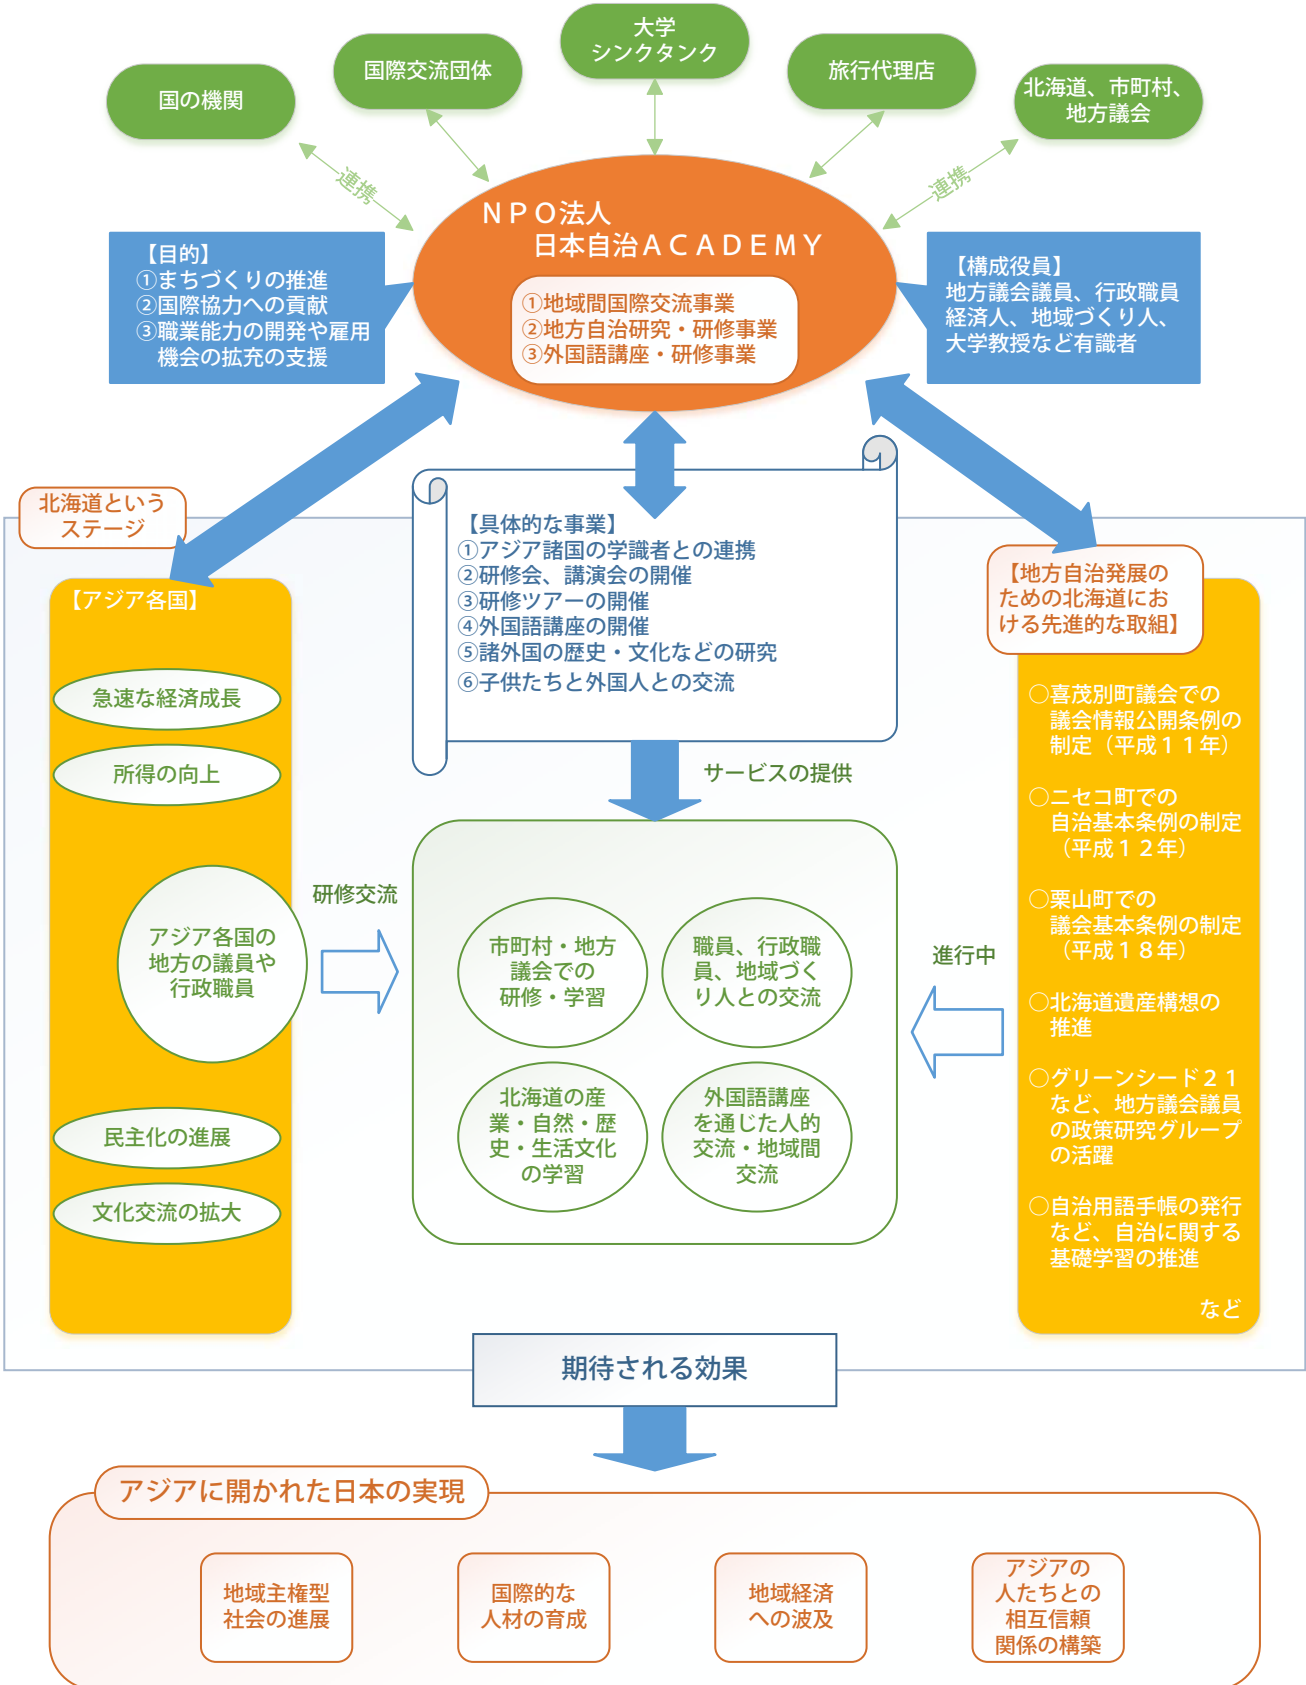 大学
シンクタンク
国際交流団体
旅行代理店
国の機関
北海道、市町村、
地方議会
連携
連携
ＮＰＯ法人
日本自治ＡＣＡＤＥＭＹ
①地域間国際交流事業
②地方自治研究・研修事業
③外国語講座・研修事業
【目的】
①まちづくりの推進
②国際協力への貢献
③職業能力の開発や雇用
機会の拡充の支援
【構成役員】
地方議会議員、行政職員
経済人、地域づくり人、
大学教授など有識者
北海道という
ステージ
【具体的な事業】
①アジア諸国の学識者との連携
②研修会、講演会の開催
③研修ツアーの開催
④外国語講座の開催
⑤諸外国の歴史・文化などの研究
⑥子供たちと外国人との交流
サービスの提供
【アジア各国】
急速な経済成長
所得の向上
アジア各国の
地方の議員や
行政職員
民主化の進展
文化交流の拡大
研修交流
市町村・地方
議会での
研修・学習
職員、行政職
員、地域づく
り人との交流
北海道の産
業・自然・歴
史・生活文化
の学習
外国語講座
を通じた人的
交流・地域間
交流
進行中
【地方自治発展の
ための北海道にお
ける先進的な取組】
○喜茂別町議会での
議会情報公開条例の
制定（平成１１年）
○ニセコ町での
自治基本条例の制定
（平成１２年）
○栗山町での
議会基本条例の制定
（平成１８年）
○北海道遺産構想の
推進
○グリーンシード２１
など、地方議会議員
の政策研究グループ
の活躍
○自治用語手帳の発行
など、自治に関する
基礎学習の推進
など
期待される効果
アジアに開かれた日本の実現
地域主権型
社会の進展
国際的な
人材の育成
地域経済
への波及
アジアの
人たちとの
相互信頼
関係の構築